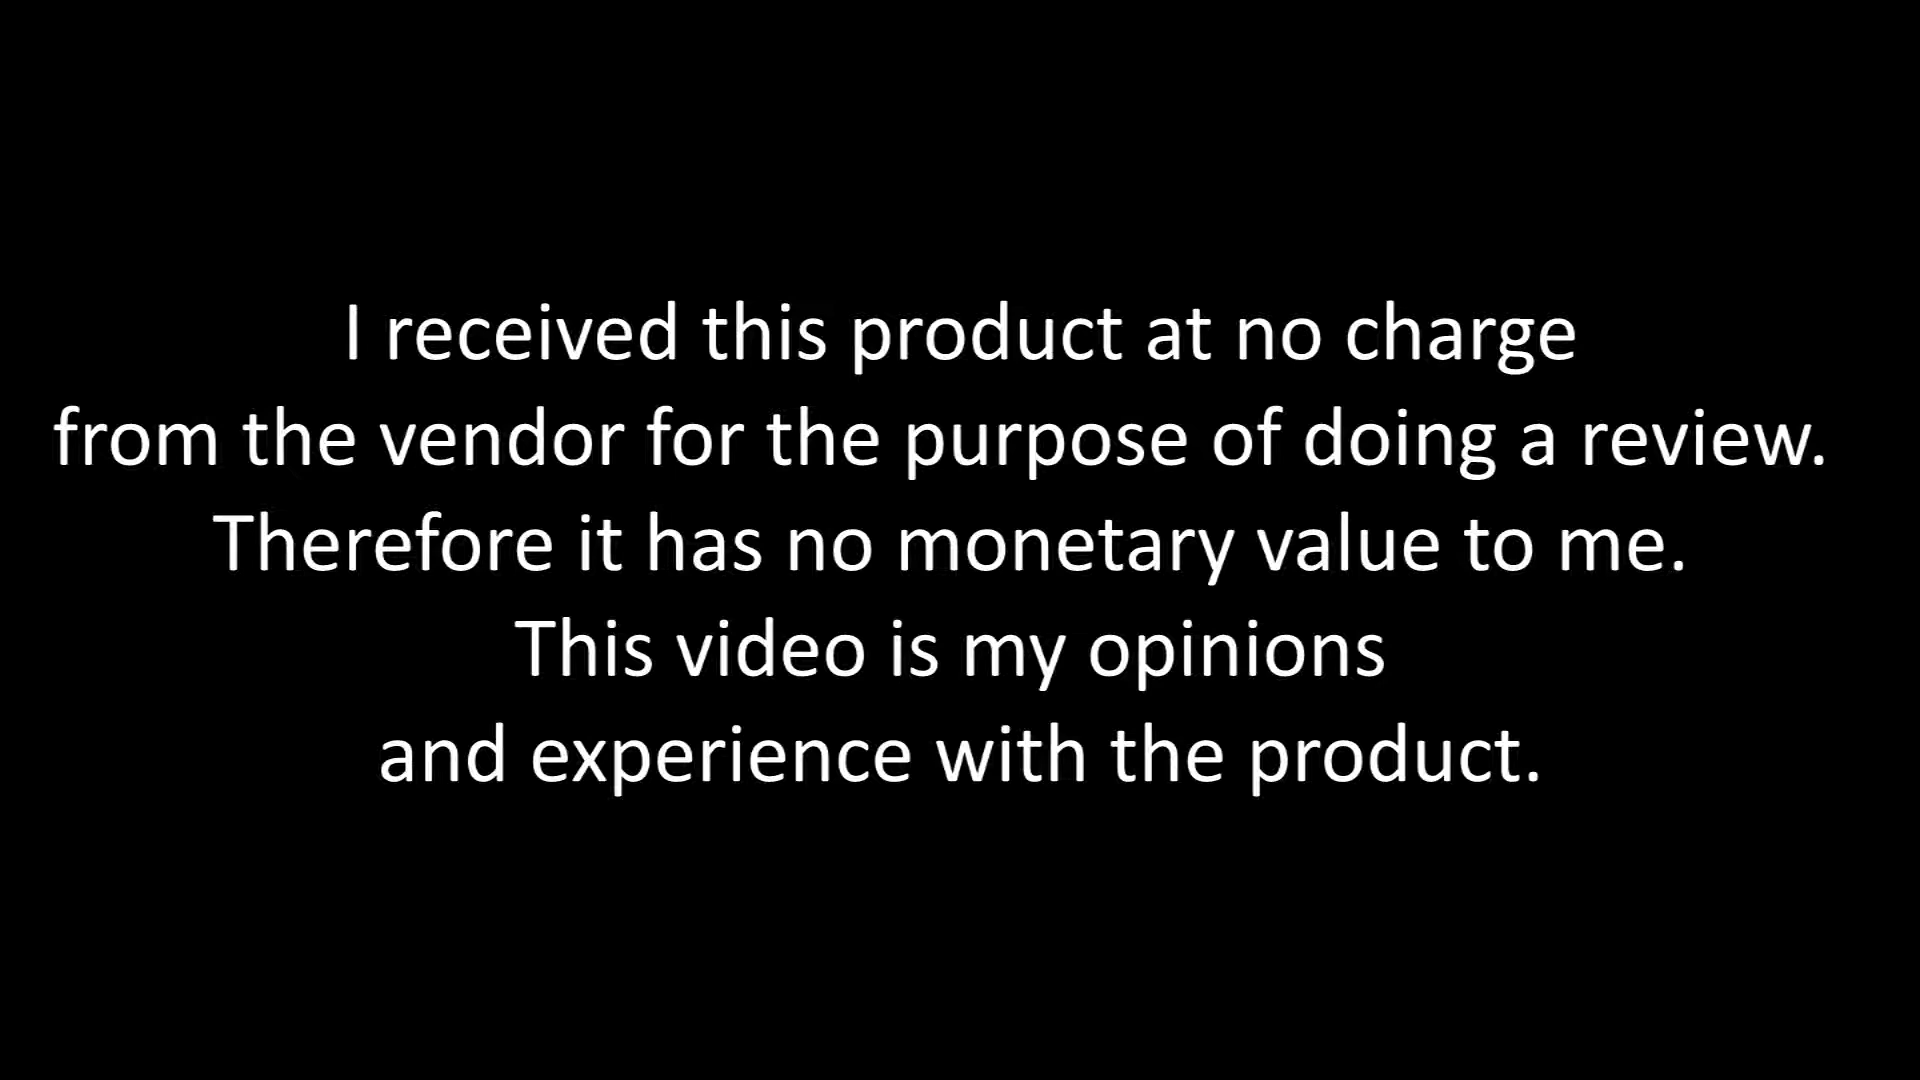 I received this product at no charge
from the vendor for the purpose of doing a review.
Therefore it has no monetary value to me.
This video is my opinions
and experience with the product.